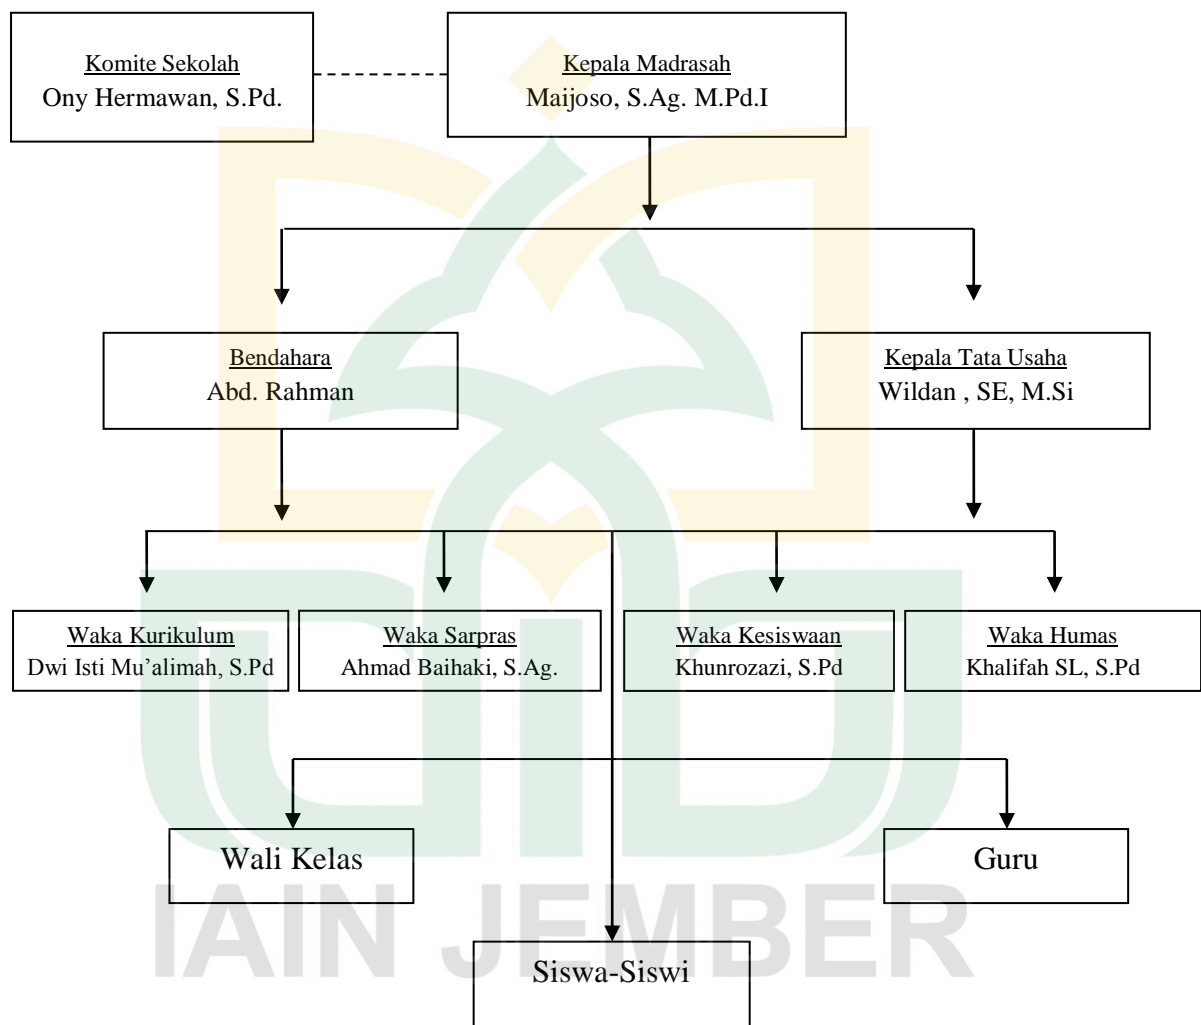 Komite Sekolah
Ony Hermawan, S.Pd.
Kepala Madrasah
Maijoso, S.Ag. M.Pd.I
Bendahara
Abd. Rahman
Kepala Tata Usaha
Wildan , SE, M.Si
Waka Kurikulum
Dwi Isti Mu’alimah, S.Pd
Waka Sarpras
Ahmad Baihaki, S.Ag.
Waka Kesiswaan
Khunrozazi, S.Pd
Waka Humas
Khalifah SL, S.Pd
Wali Kelas
Guru
IAIN JEMBER
Siswa-Siswi